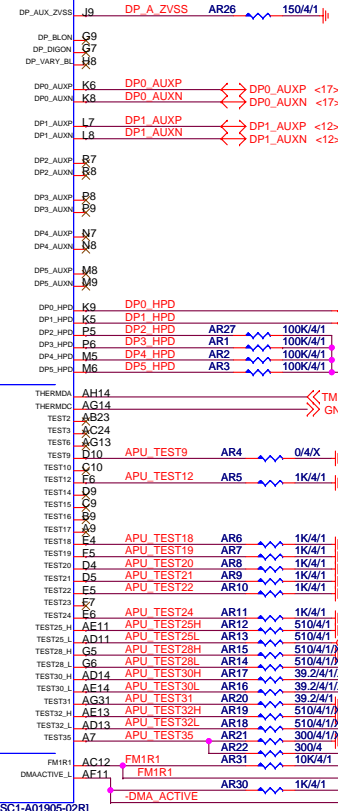 DP_AUX_ZVSS J9 DP_A_ZVSS AR26 150/4/1
DP_BLON G9
DP_DIGON G7
DP_VARY_BL H8
DP0_AUXP K6 DP0_AUXP DP0_AUXP <17>
DP0_AUXN K8 DP0_AUXN DP0_AUXN <17>
DP1_AUXP L7 DP1_AUXP DP1_AUXP <12>
DP1_AUXN L8 DP1_AUXN DP1_AUXN <12>
DP2_AUXP R7
DP2_AUXN R8
DP3_AUXP P8
DP3_AUXN P9
DP4_AUXP N7
DP4_AUXN N8
DP5_AUXP M8
DP5_AUXN M9
DP0_HPD K9 DP0_HPD
DP1_HPD K5 DP1_HPD
DP2_HPD P5 DP2_HPD AR27 100K/4/1
DP3_HPD P6 DP3_HPD AR1 100K/4/1
DP4_HPD M5 DP4_HPD AR2 100K/4/1
DP5_HPD M6 DP5_HPD AR3 100K/4/1
THERMDA AH14 TM
THERMDC AG14 GN
TEST2 AB23
TEST3 AC24
TEST6 AG13
TEST9 D10 APU_TEST9 AR4 0/4/X
TEST10 C10
TEST12 F6 APU_TEST12 AR5 1K/4/1
TEST14 D9
TEST15 C9
TEST16 B9
TEST17 A9
TEST18 E4 APU_TEST18 AR6 1K/4/1
TEST19 F5 APU_TEST19 AR7 1K/4/1
TEST20 D4 APU_TEST20 AR8 1K/4/1
TEST21 D5 APU_TEST21 AR9 1K/4/1
TEST22 E5 APU_TEST22 AR10 1K/4/1
TEST23 F7
TEST24 E6 APU_TEST24 AR11 1K/4/1
TEST25_H AE11 APU_TEST25H AR12 510/4/1
TEST25_L AD11 APU_TEST25L AR13 510/4/1
TEST28_H G5 APU_TEST28H AR15 510/4/1/X
TEST28_L G6 APU_TEST28L AR14 510/4/1/X
TEST30_H AD14 APU_TEST30H AR17 39.2/4/1/
TEST30_L AE14 APU_TEST30L AR16 39.2/4/1/
TEST31 AG31 APU_TEST31 AR20 39.2/4/1
TEST32_H AE13 APU_TEST32H AR19 510/4/1/X
TEST32_L AD13 APU_TEST32L AR18 510/4/1/X
TEST35 A7 APU_TEST35 AR21 300/4/1/X
AR22 300/4
FM1R1 AC12 FM1R1 AR31 10K/4/1
DMAACTIVE_L AF11 AR30 1K/4/1
-DMA_ACTIVE
SC1-A01905-02R]